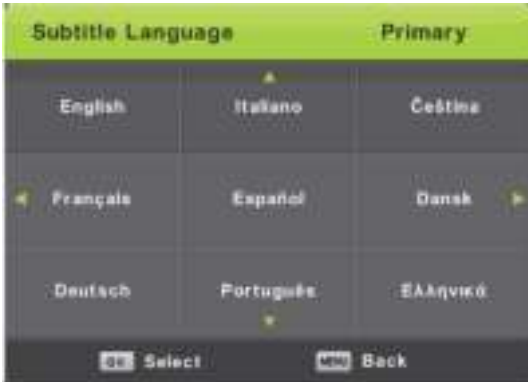 Subtitle Language Primary
English Italiano Čeština
Français Español Dansk
Deutsch Português Ελληνικά
OK Select MENU Back